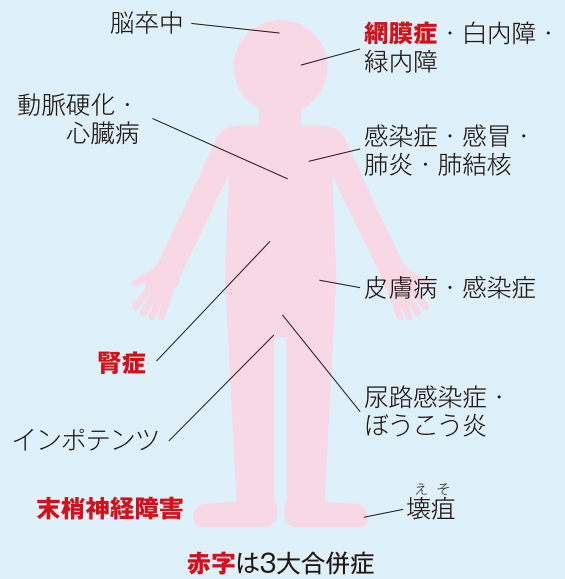 脳卒中
網膜症・白内障・
緑内障
動脈硬化・
心臓病
感染症・感冒・
肺炎・肺結核
皮膚病・感染症
腎症
尿路感染症・
ぼうこう炎
インポテンツ
末梢神経障害
えそ
壊疽
赤字は3大合併症